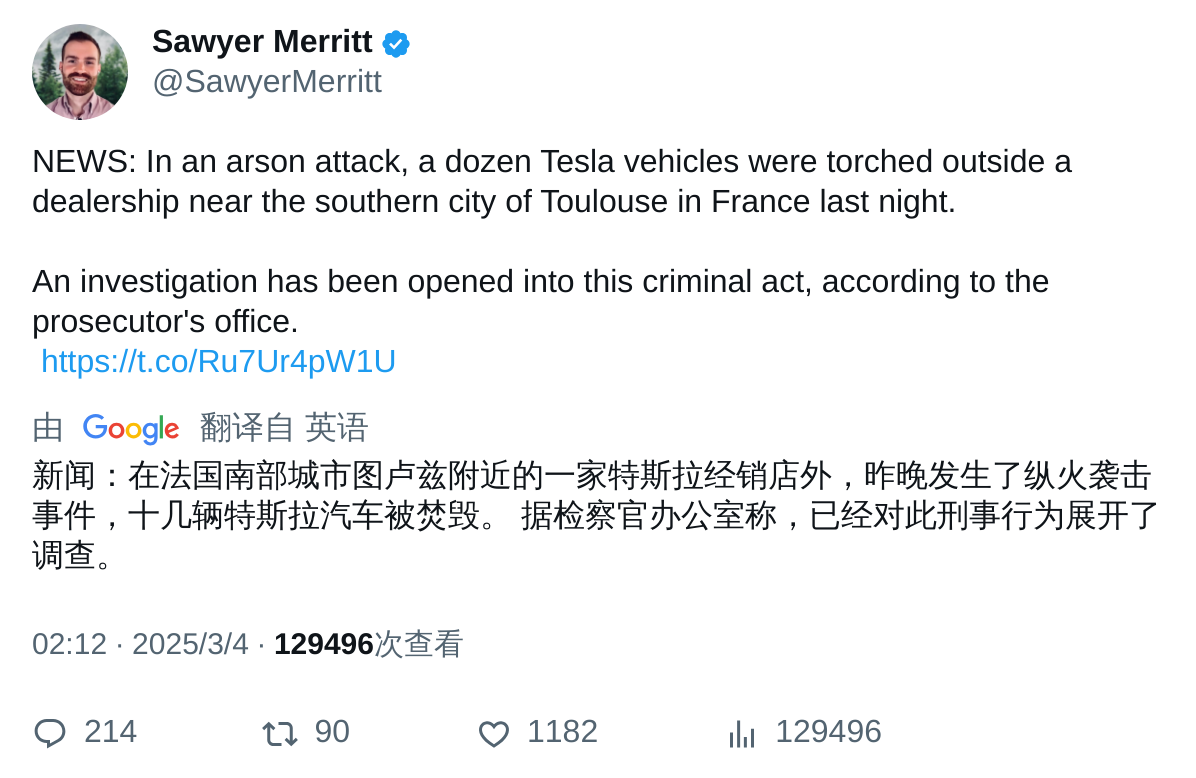 Sawyer Merritt
@SawyerMerritt
NEWS: In an arson attack, a dozen Tesla vehicles were torched outside a
dealership near the southern city of Toulouse in France last night.
An investigation has been opened into this criminal act, according to the
prosecutor's office.
https://t.co/Ru7Ur4pW1U
由 Google 翻译自 英语
新闻：在法国南部城市图卢兹附近的一家特斯拉经销店外，昨晚发生了纵火袭击
事件，十几辆特斯拉汽车被焚毁。 据检察官办公室称，已经对此刑事行为展开了
调查。
02:12 · 2025/3/4 · 129496次查看
214 90 1182 129496